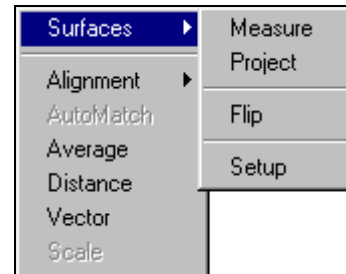 Surfaces
Alignment
AutoMatch
Average
Distance
Vector
Scale
Measure
Project
Flip
Setup